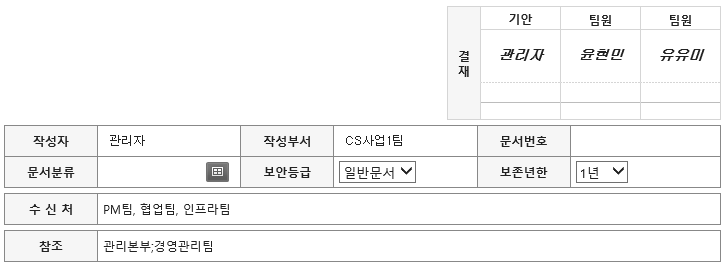 기안 팀원 팀원
결재 관리자 윤현민 유유미
작성자 관리자 작성부서 CS사업1팀 문서번호
문서분류 보안등급 일반문서 보존년한 1년
수 신 처 PM팀, 협업팀, 인프라팀
참조 관리본부;경영관리팀